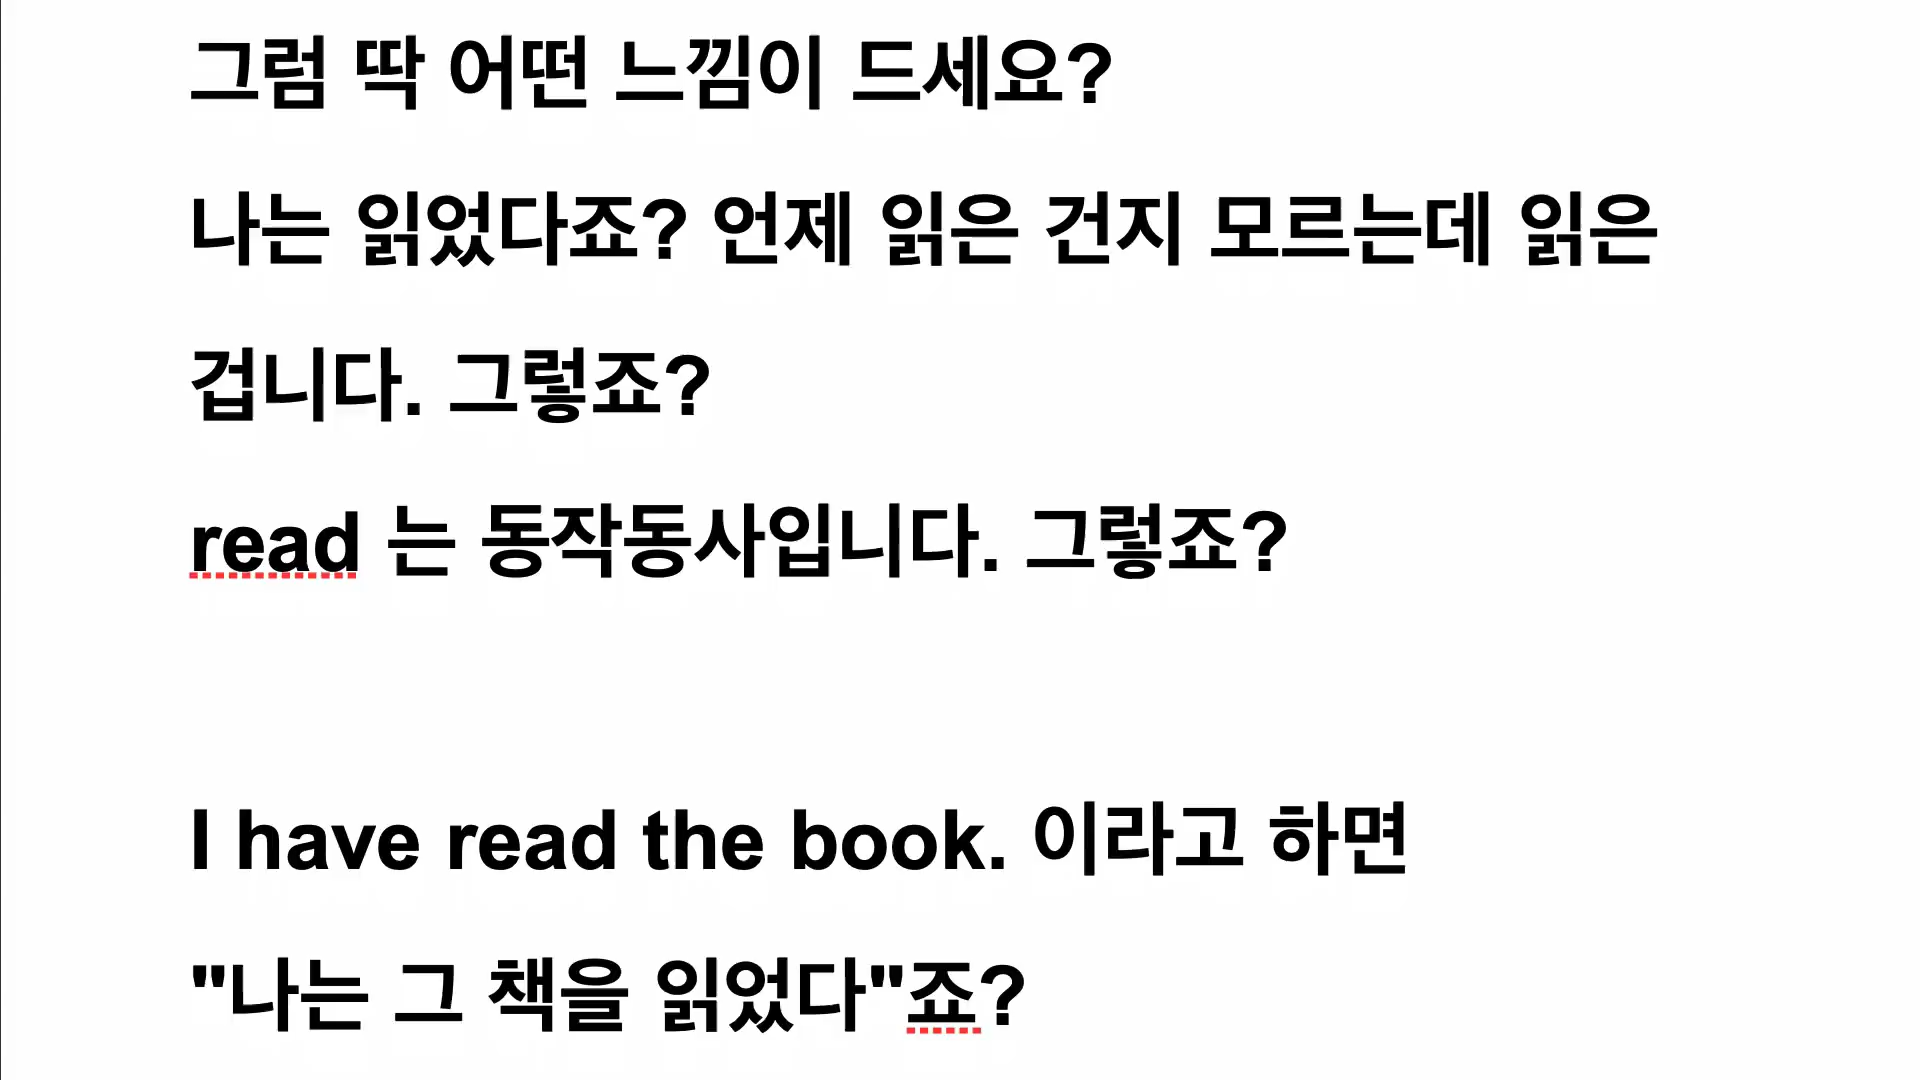 그럼 딱 어떤 느낌이 드세요?
나는 읽었다죠? 언제 읽은 건지 모르는데 읽은
겁니다. 그렇죠?
read 는 동작동사입니다. 그렇죠?
I have read the book. 이라고 하면
"나는 그 책을 읽었다"죠?